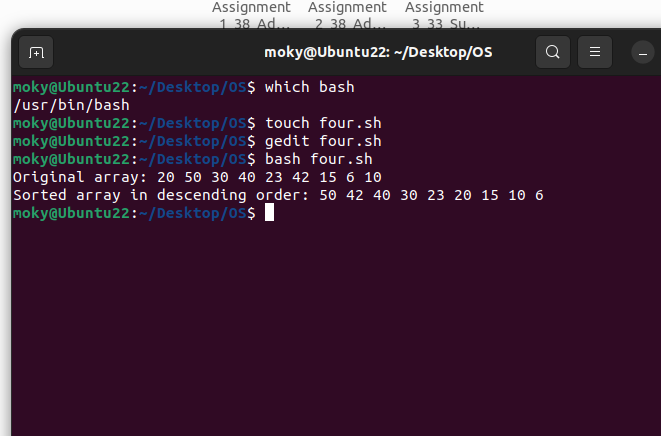 Assignment Assignment Assignment
1_38_Ad... 2_38_Ad... 3_33_Su...
moky@Ubuntu22: ~/Desktop/OS
moky@Ubuntu22:~/Desktop/OS$ which bash
/usr/bin/bash
moky@Ubuntu22:~/Desktop/OS$ touch four.sh
moky@Ubuntu22:~/Desktop/OS$ gedit four.sh
moky@Ubuntu22:~/Desktop/OS$ bash four.sh
Original array: 20 50 30 40 23 42 15 6 10
Sorted array in descending order: 50 42 40 30 23 20 15 10 6
moky@Ubuntu22:~/Desktop/OS$